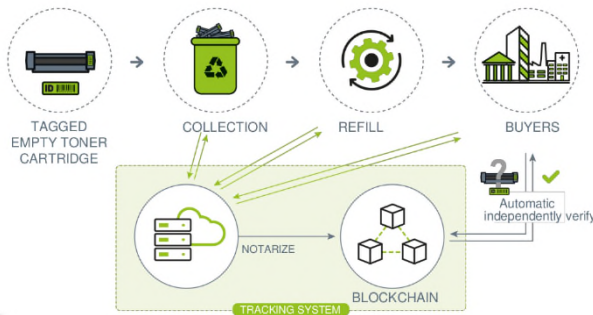 ID
TAGGED
EMPTY TONER
CARTRIDGE
COLLECTION
REFILL
BUYERS
?
Automatic
independently verify
NOTARIZE
BLOCKCHAIN
TRACKING SYSTEM